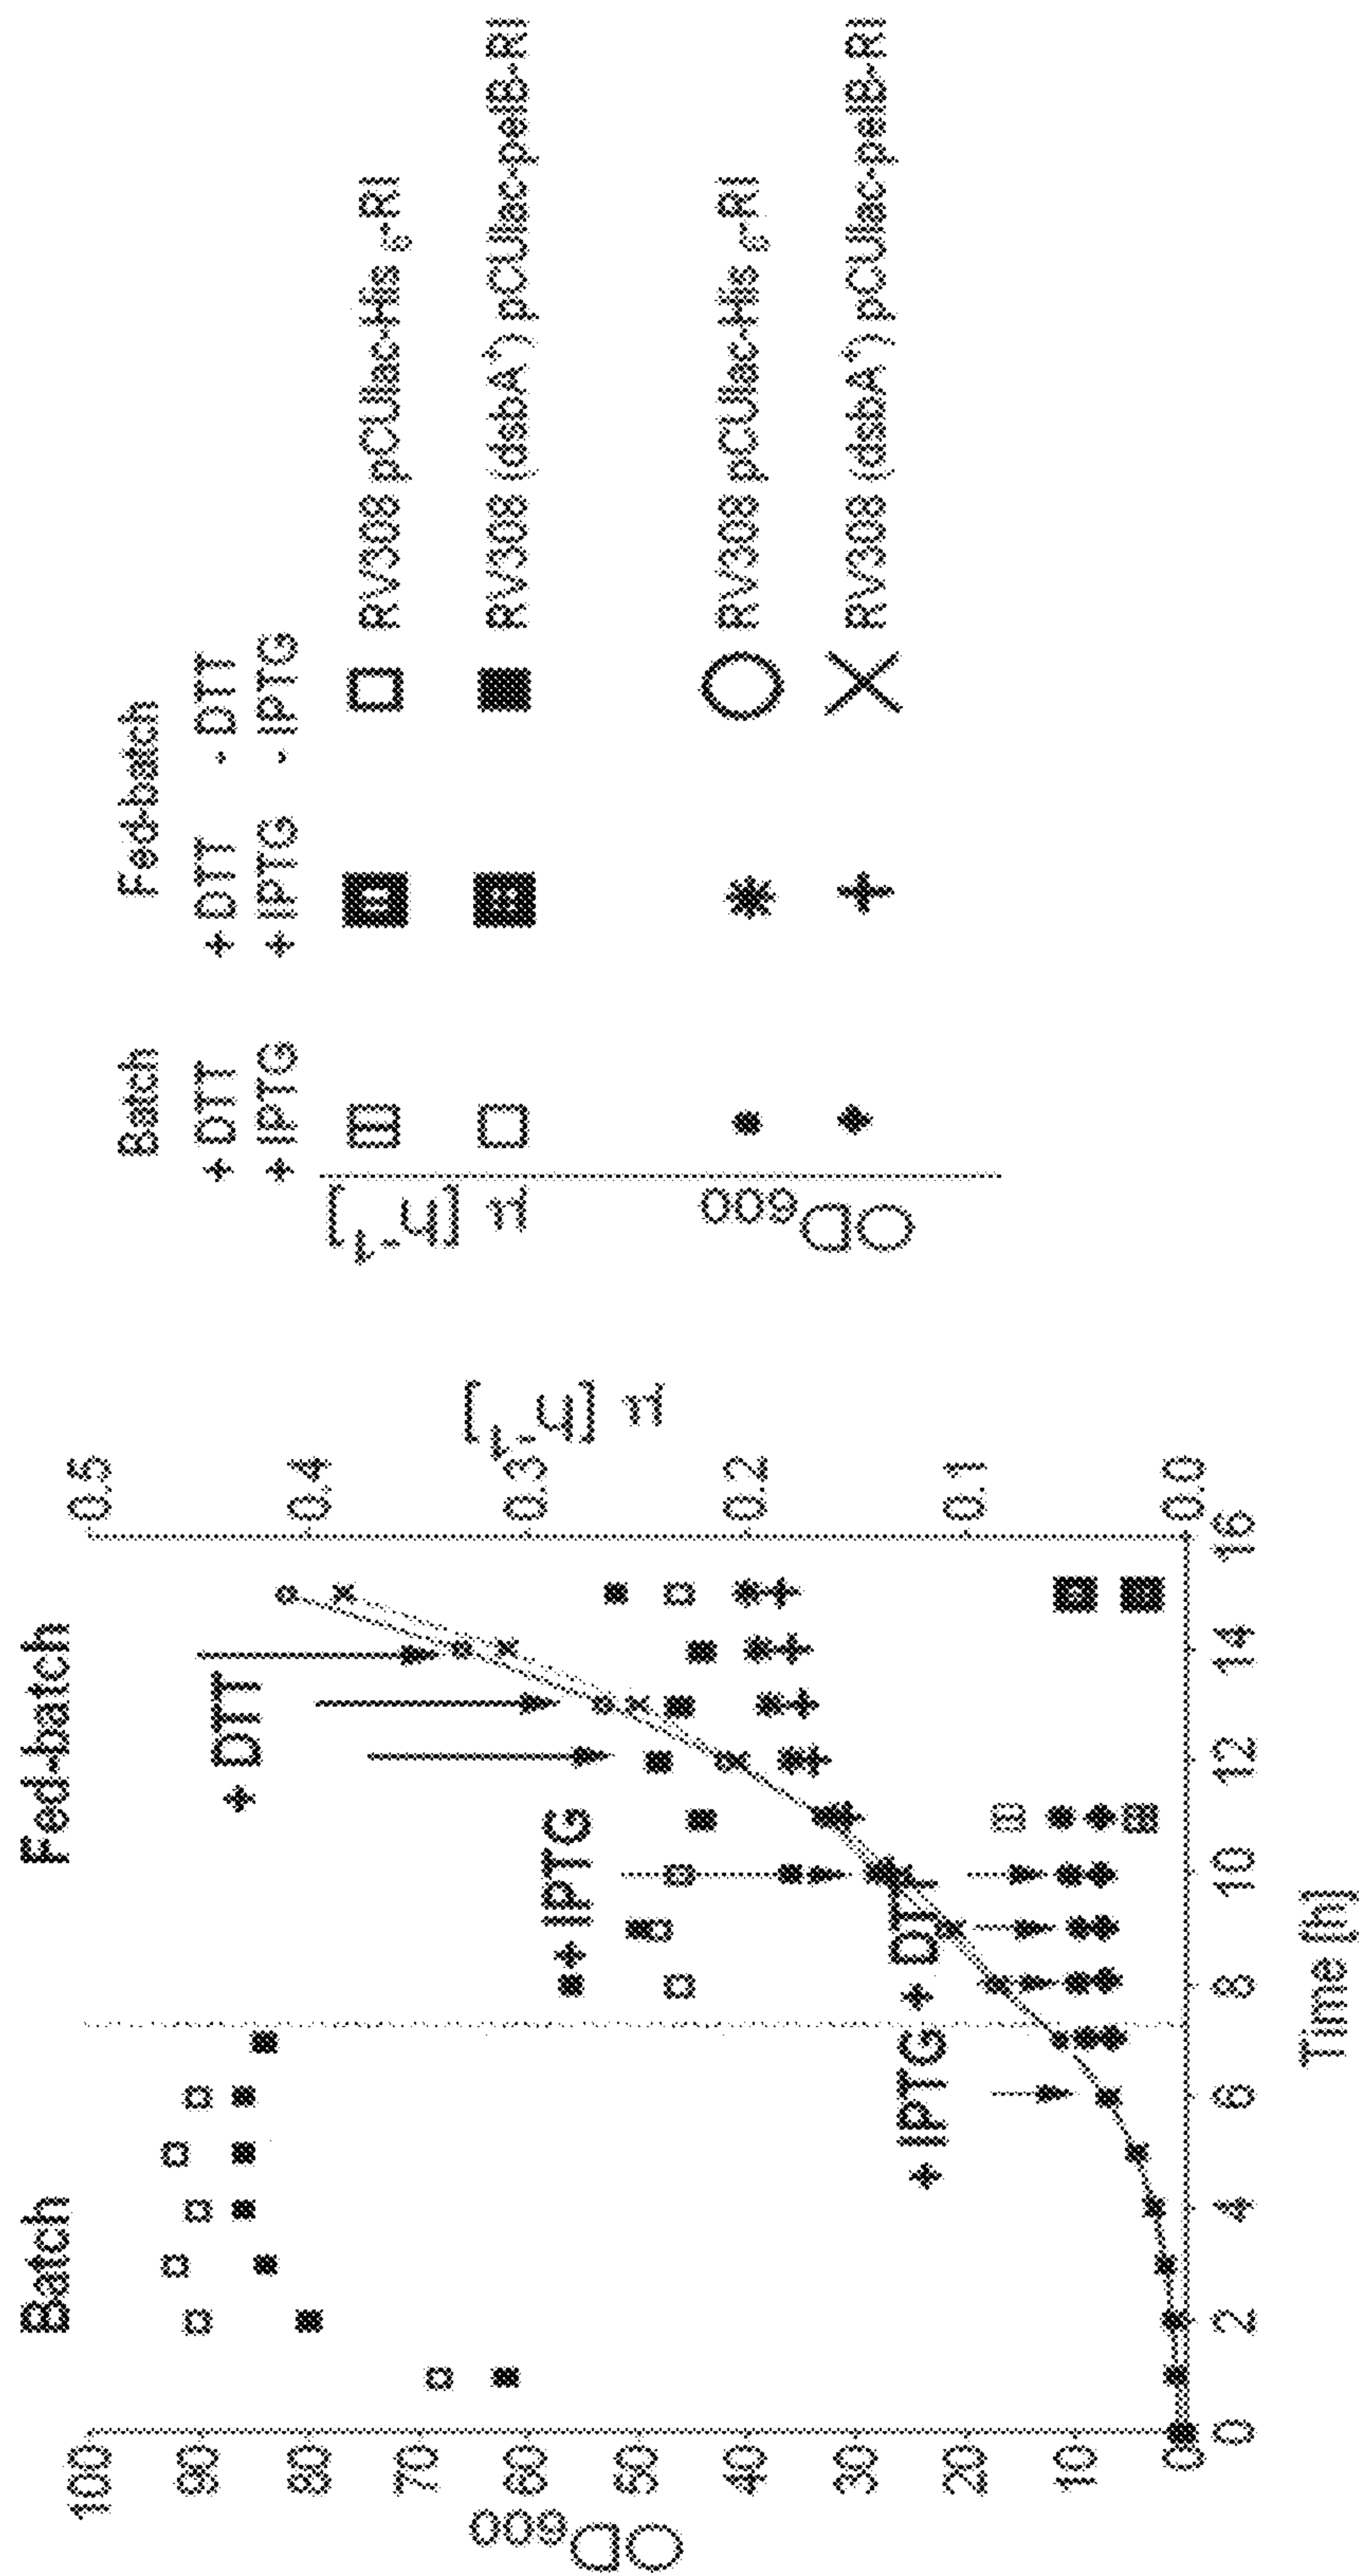 Batch
Fed-batch
+ DTT
+ IPTG
+ IPTG + DTT
OD600
100
90
80
70
60
50
40
30
20
10
0
0 2 4 6 8 10 12 14 16
Time [h]
0.5
0.4
0.3
0.2
0.1
0.0
μ [h-1]
Batch Fed-batch
+ DTT + DTT - DTT
+ IPTG + IPTG - IPTG
μ [h-1]
RV308 pCUlac-His6-RI
RV308 (dsbA+) pCUlac-pelB-RI
OD600
RV308 pCUlac-His6-RI
RV308 (dsbA+) pCUlac-pelB-RI